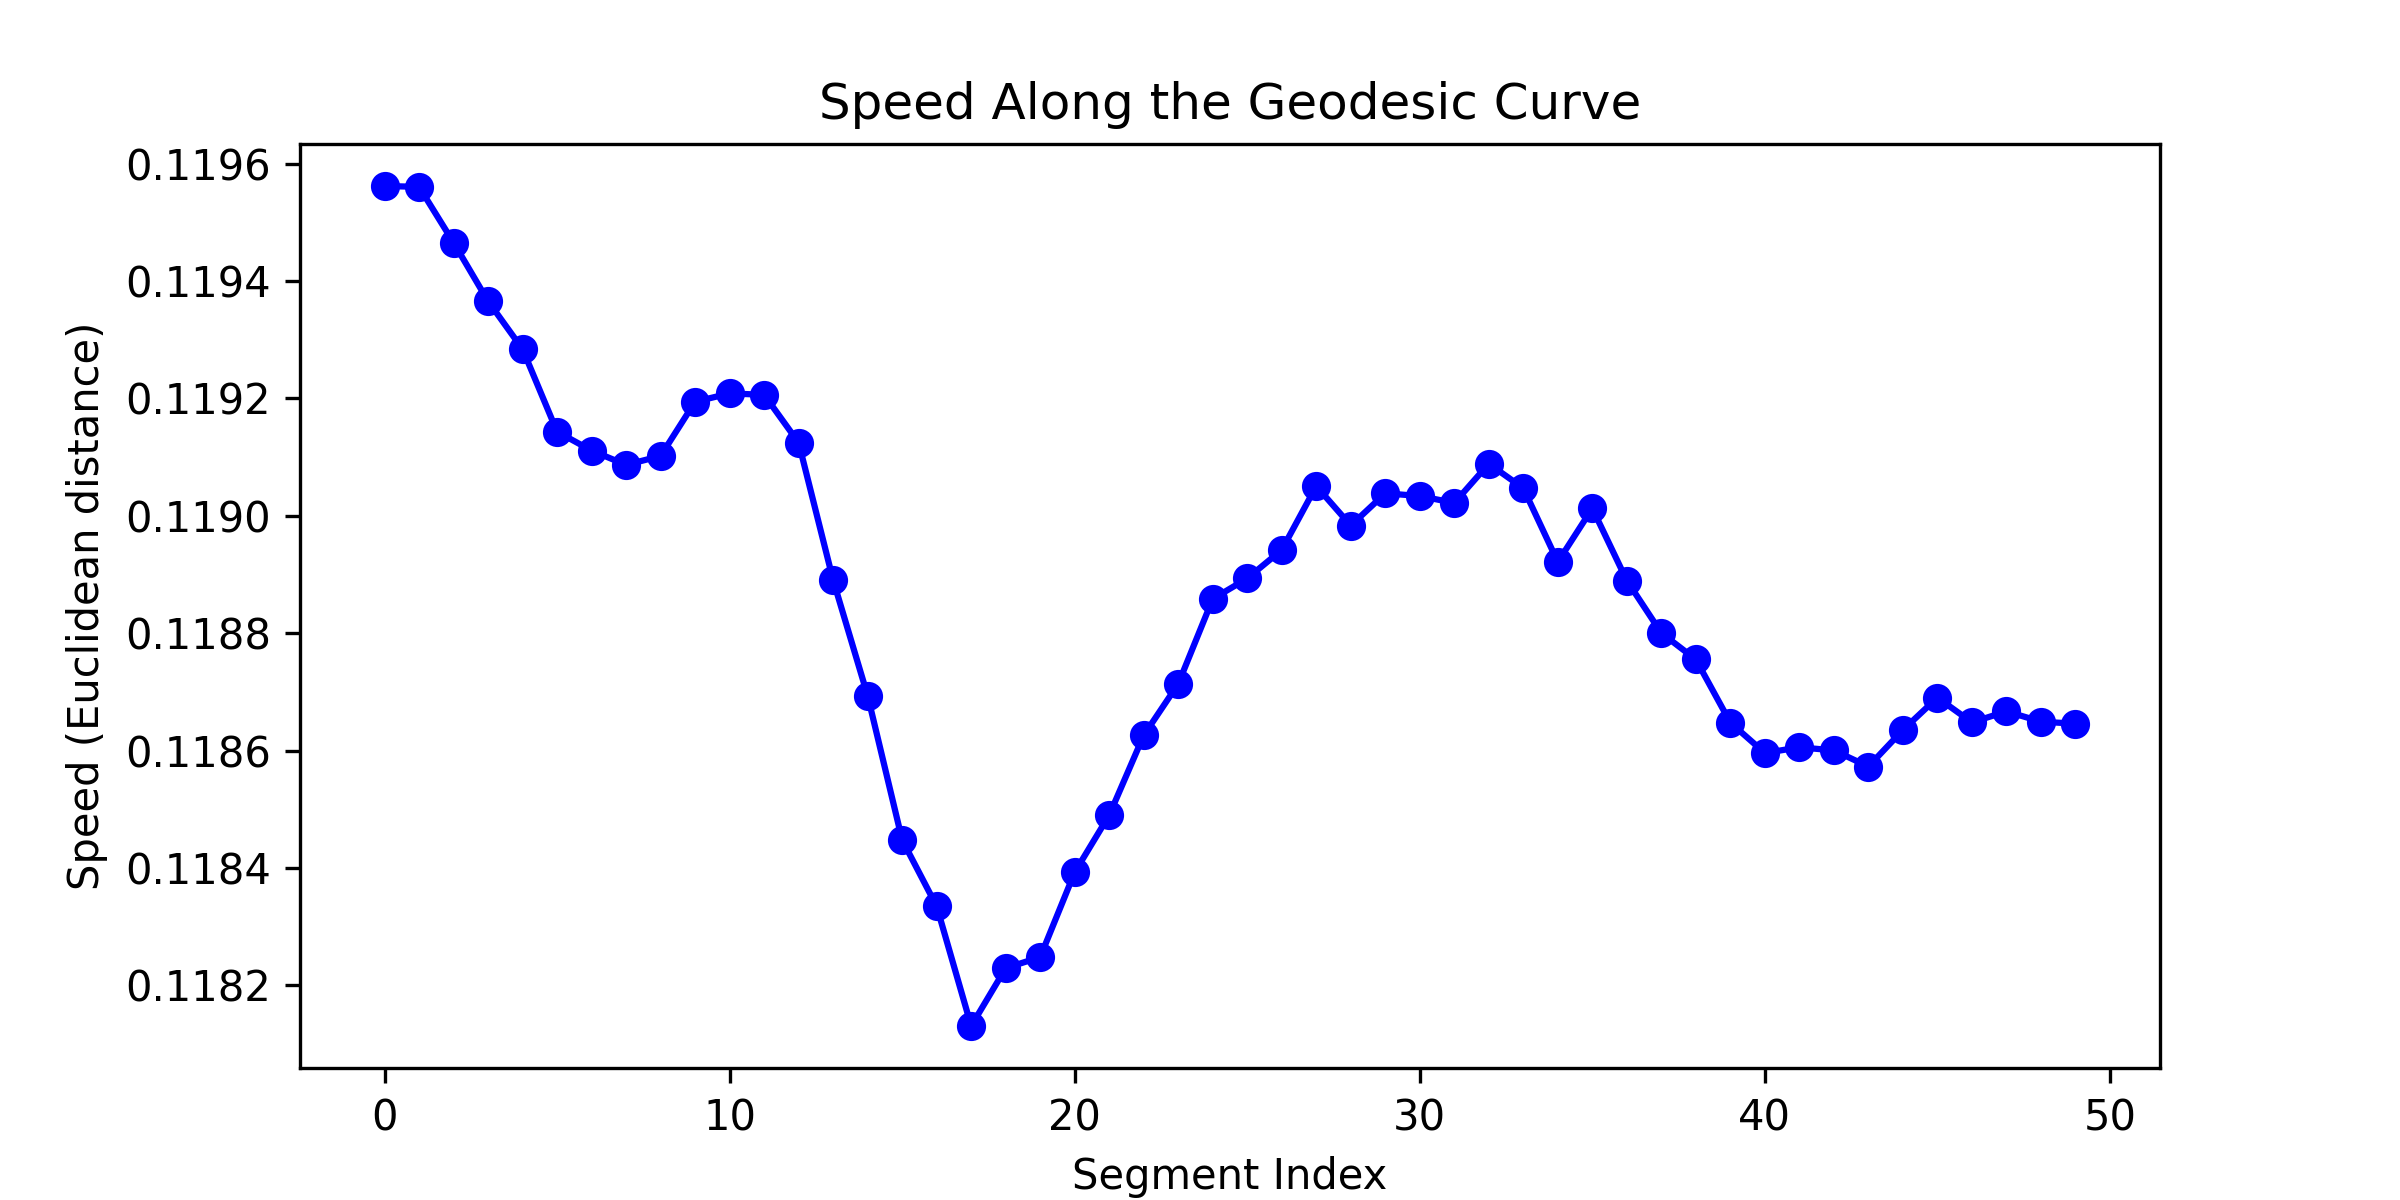 Speed Along the Geodesic Curve
0.1196
0.1194
0.1192
0.1190
0.1188
0.1186
0.1184
0.1182
Speed (Euclidean distance)
0 10 20 30 40 50
Segment Index